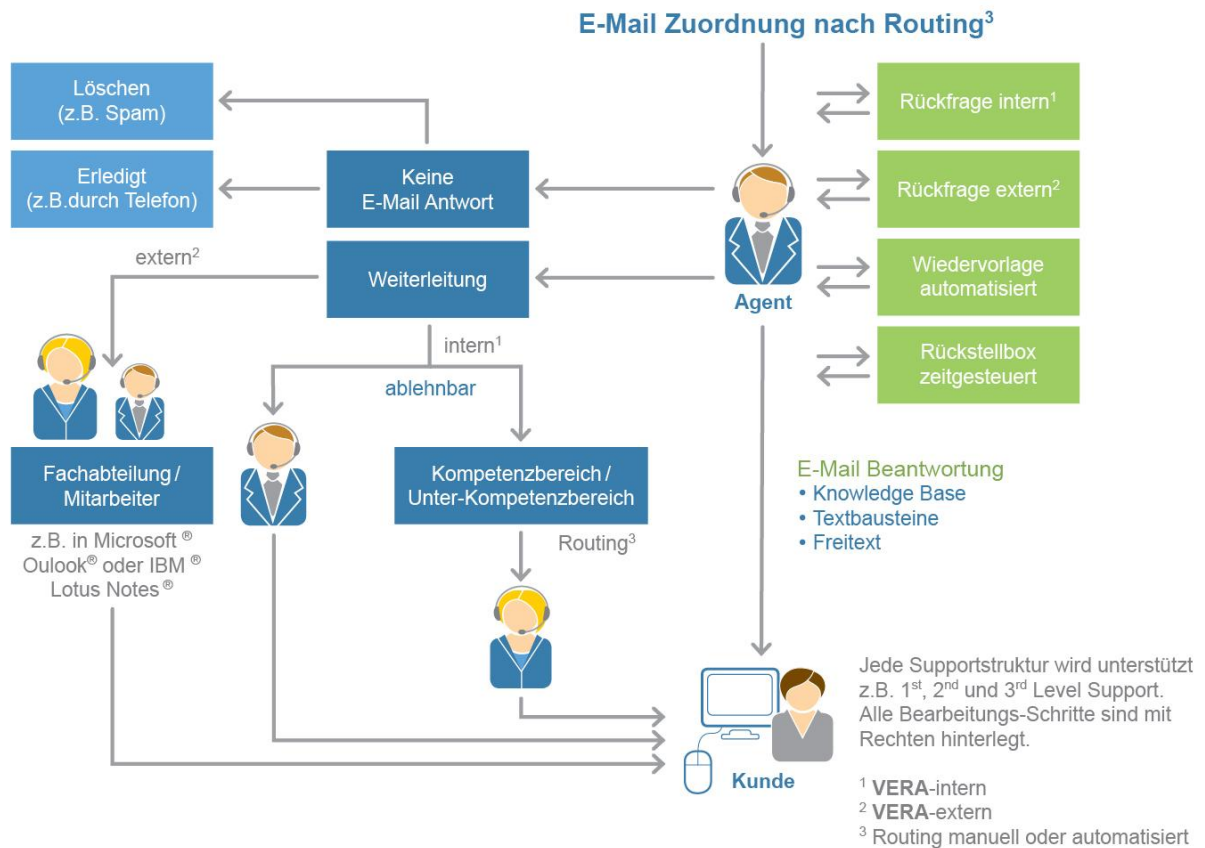 E-Mail Zuordnung nach Routing³
Löschen
(z.B. Spam)
Erledigt
(z.B.durch Telefon)
Keine
E-Mail Antwort
Weiterleitung
extern²
intern¹
ablehnbar
Agent
Rückfrage intern¹
Rückfrage extern²
Wiedervorlage
automatisiert
Rückstellbox
zeitgesteuert
Fachabteilung /
Mitarbeiter
z.B. in Microsoft ®
Oulook® oder IBM ®
Lotus Notes ®
Kompetenzbereich /
Unter-Kompetenzbereich
Routing³
E-Mail Beantwortung
• Knowledge Base
• Textbausteine
• Freitext
Kunde
Jede Supportstruktur wird unterstützt
z.B. 1st, 2nd und 3rd Level Support.
Alle Bearbeitungs-Schritte sind mit
Rechten hinterlegt.
¹ VERA-intern
² VERA-extern
³ Routing manuell oder automatisiert